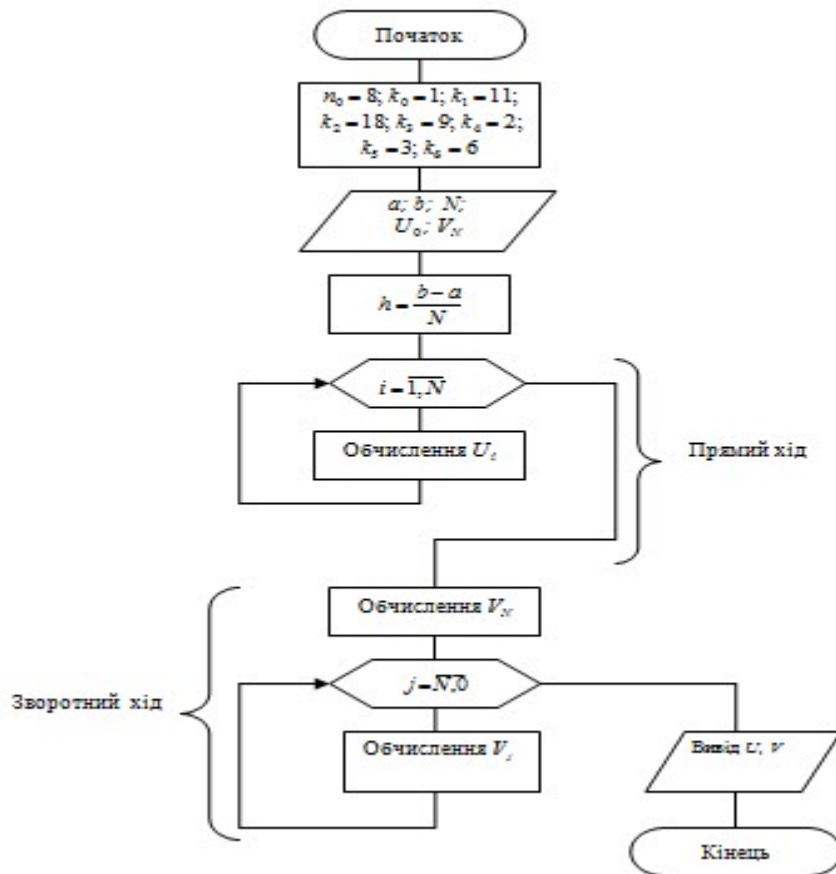 Початок
n₀ = 8; k₀ = 1; k₁ = 11;
k₂ = 18; k₃ = 9; k₄ = 2;
k₅ = 3; k₆ = 6
a; b; N;
U₀; V_N
h = (b − a)/N
i = 1,N
Обчислення U_i
Прямий хід
Обчислення V_N
j = N,0
Зворотний хід
Обчислення V_j
Вивід U, V
Кінець